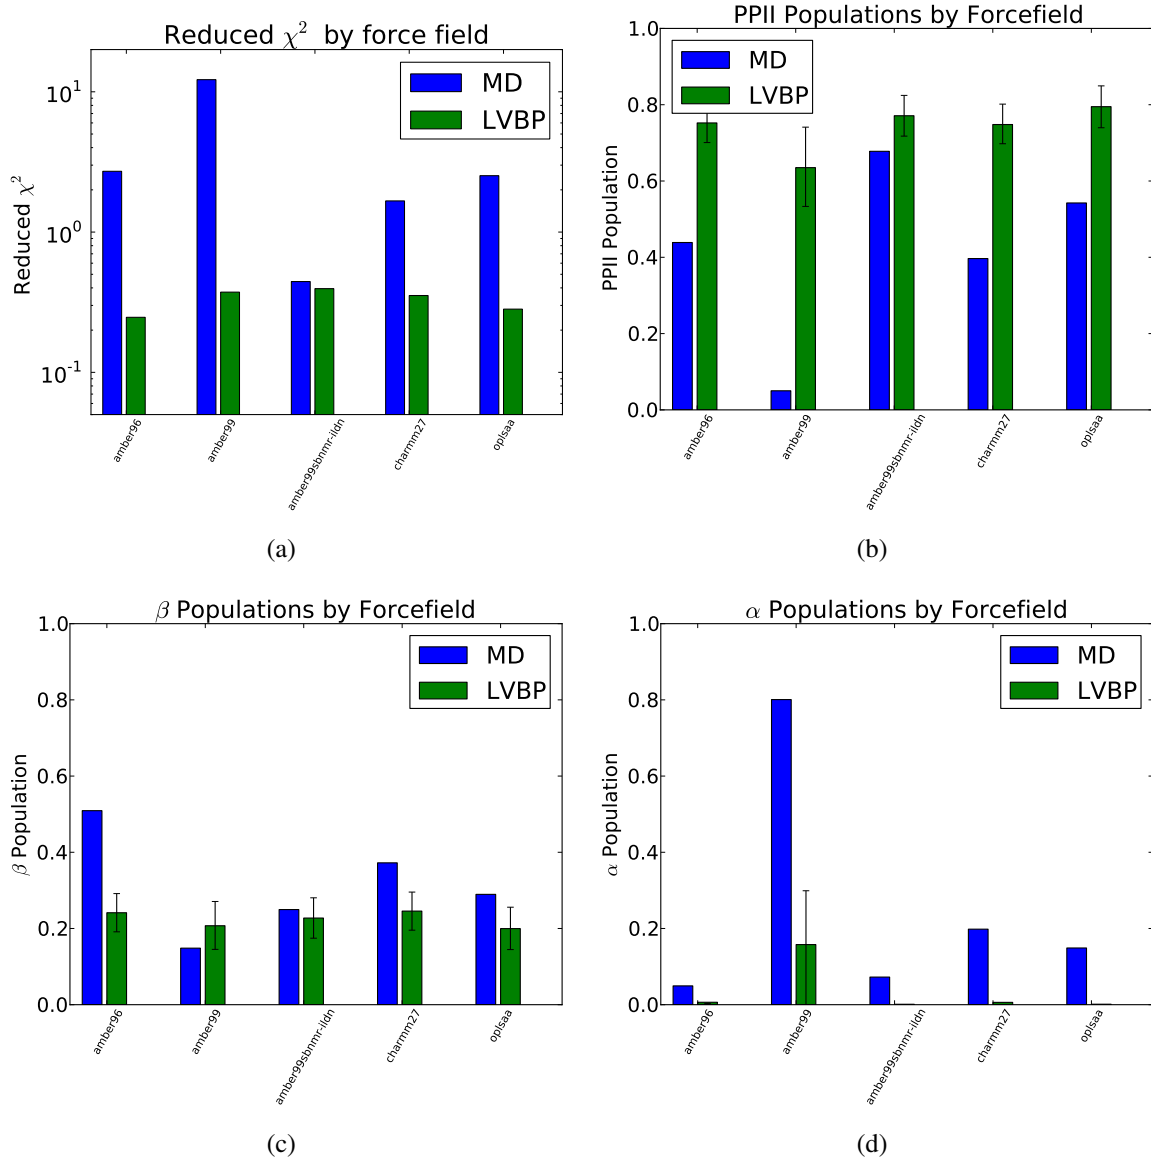 Reduced χ² by force field
MD
LVBP
10¹
10⁰
10⁻¹
Reduced χ²
amber96
amber99
amber99sbnmr-ildn
charmm27
oplsaa
(a)
PPII Populations by Forcefield
MD
LVBP
1.0
0.8
0.6
0.4
0.2
0.0
PPII Population
amber96
amber99
amber99sbnmr-ildn
charmm27
oplsaa
(b)
β Populations by Forcefield
MD
LVBP
1.0
0.8
0.6
0.4
0.2
0.0
β Population
amber96
amber99
amber99sbnmr-ildn
charmm27
oplsaa
(c)
α Populations by Forcefield
MD
LVBP
1.0
0.8
0.6
0.4
0.2
0.0
α Population
amber96
amber99
amber99sbnmr-ildn
charmm27
oplsaa
(d)